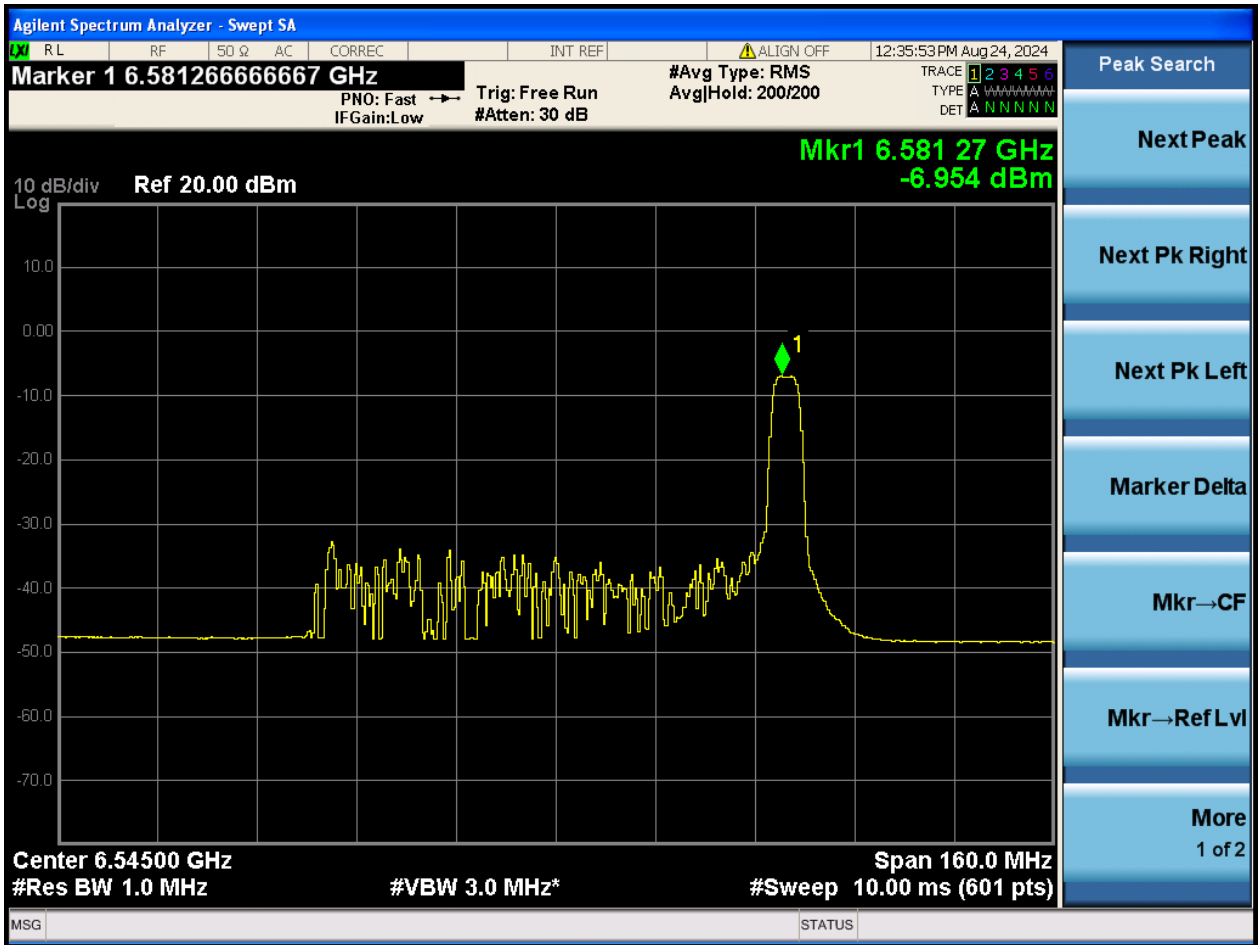 Agilent Spectrum Analyzer - Swept SA
LXI RL RF 50 Ω AC CORREC INT REF ALIGN OFF 12:35:53 PM Aug 24, 2024
Marker 1 6.581266666667 GHz
PNO: Fast
IFGain:Low
Trig: Free Run
#Atten: 30 dB
#Avg Type: RMS
Avg|Hold: 200/200
TRACE 1 2 3 4 5 6
TYPE A WWWWW
DET A N N N N N
Mkr1 6.581 27 GHz
-6.954 dBm
10 dB/div Ref 20.00 dBm
Log
10.0
0.00
-10.0
-20.0
-30.0
-40.0
-50.0
-60.0
-70.0
1
Center 6.54500 GHz Span 160.0 MHz
#Res BW 1.0 MHz #VBW 3.0 MHz* #Sweep 10.00 ms (601 pts)
MSG STATUS
Peak Search
Next Peak
Next Pk Right
Next Pk Left
Marker Delta
Mkr→CF
Mkr→Ref Lvl
More
1 of 2